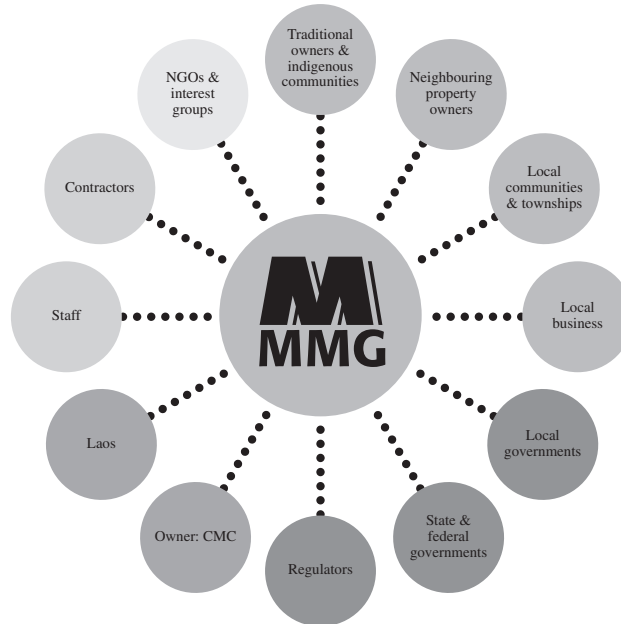 Traditional
owners &
indigenous
communities
NGOs &
interest
groups
Neighbouring
property
owners
Contractors
Local
communities
& townships
Staff
M
MMG
Local
business
Laos
Local
governments
Owner: CMC
State &
federal
governments
Regulators